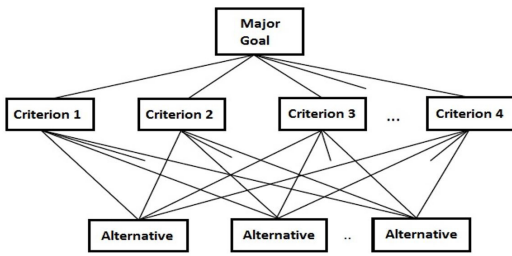 Major
Goal
Criterion 1
Criterion 2
Criterion 3
...
Criterion 4
Alternative
Alternative
..
Alternative